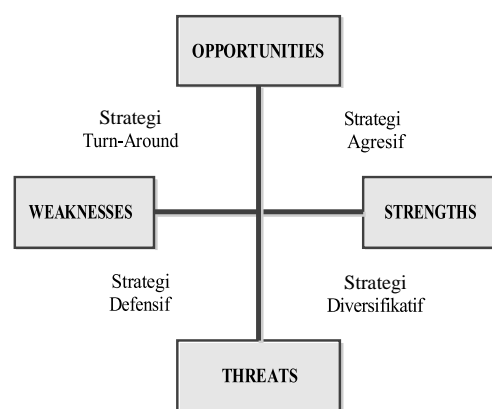 OPPORTUNITIES
Strategi
Turn-Around
Strategi
Agresif
WEAKNESSES
STRENGTHS
Strategi
Defensif
Strategi
Diversifikatif
THREATS